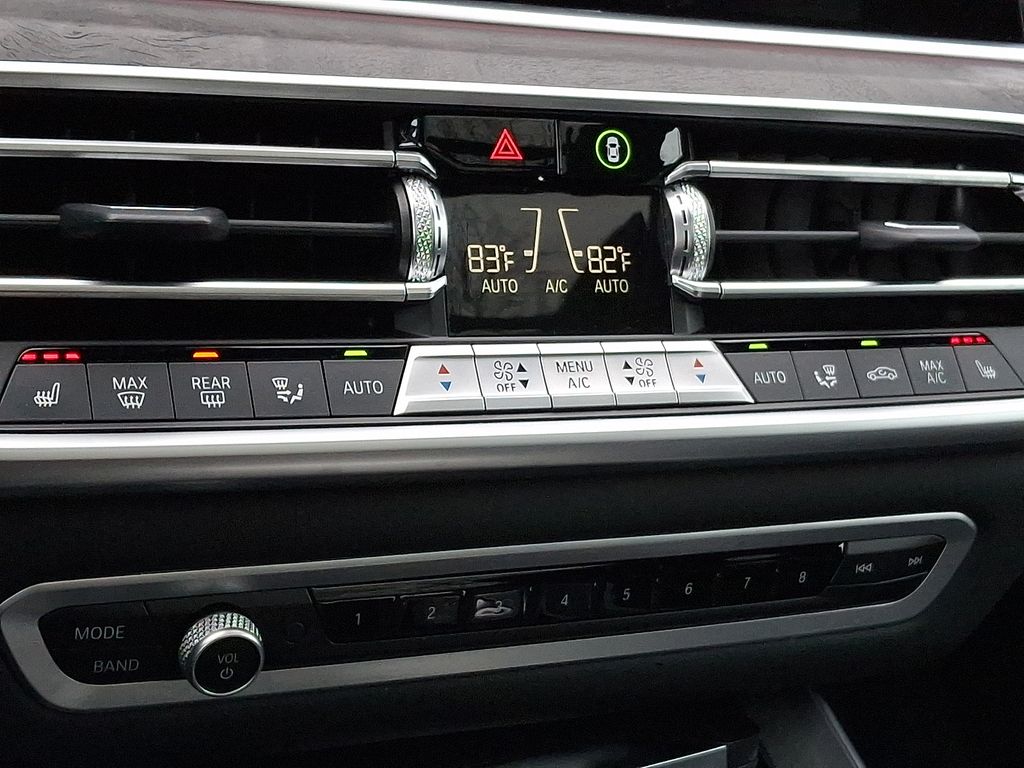 83°F 82°F
AUTO A/C AUTO
MAX REAR AUTO OFF MENU A/C OFF AUTO MAX A/C
1 2 3 4 5 6 7 8
MODE
BAND
VOL